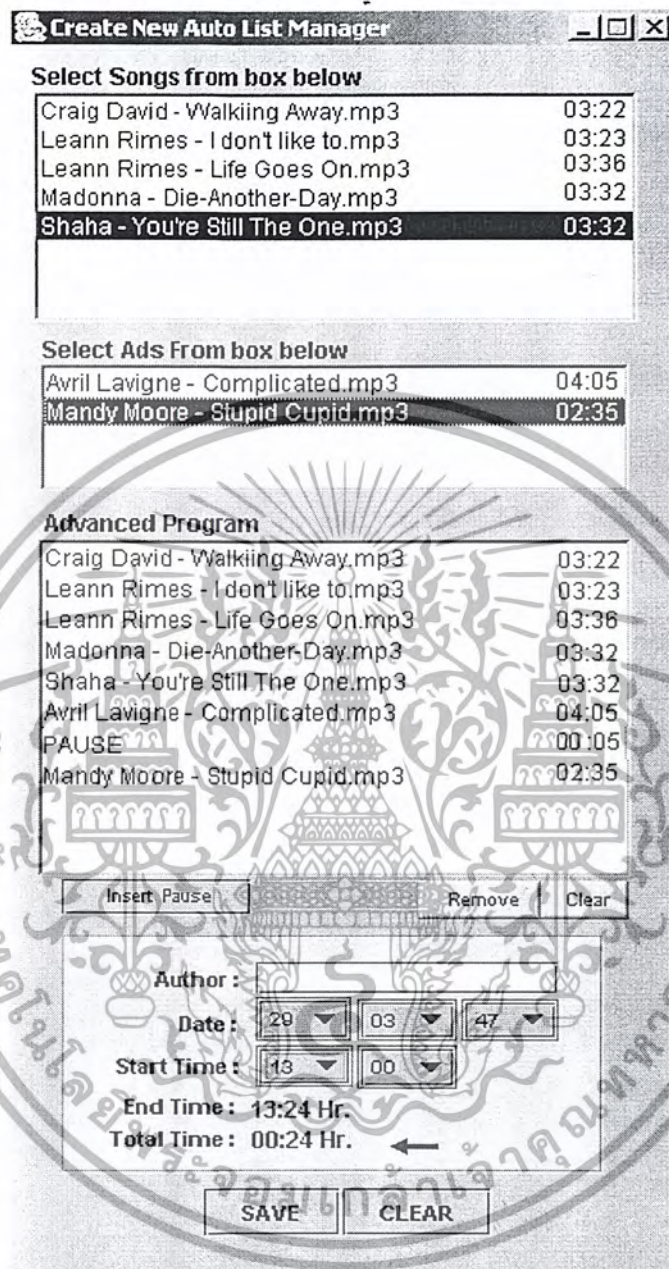 Create New Auto List Manager
Select Songs from box below
Craig David - Walkiing Away.mp3 03:22
Leann Rimes - I don't like to.mp3 03:23
Leann Rimes - Life Goes On.mp3 03:36
Madonna - Die-Another-Day.mp3 03:32
Shaha - You're Still The One.mp3 03:32
Select Ads From box below
Avril Lavigne - Complicated.mp3 04:05
Mandy Moore - Stupid Cupid.mp3 02:35
Advanced Program
Craig David - Walkiing Away.mp3 03:22
Leann Rimes - I don't like to.mp3 03:23
Leann Rimes - Life Goes On.mp3 03:36
Madonna - Die-Another-Day.mp3 03:32
Shaha - You're Still The One.mp3 03:32
Avril Lavigne - Complicated.mp3 04:05
PAUSE 00:05
Mandy Moore - Stupid Cupid.mp3 02:35
Insert Pause Remove Clear
Author :
Date : 29 03 47
Start Time : 13 00
End Time : 13:24 Hr.
Total Time : 00:24 Hr.
SAVE CLEAR